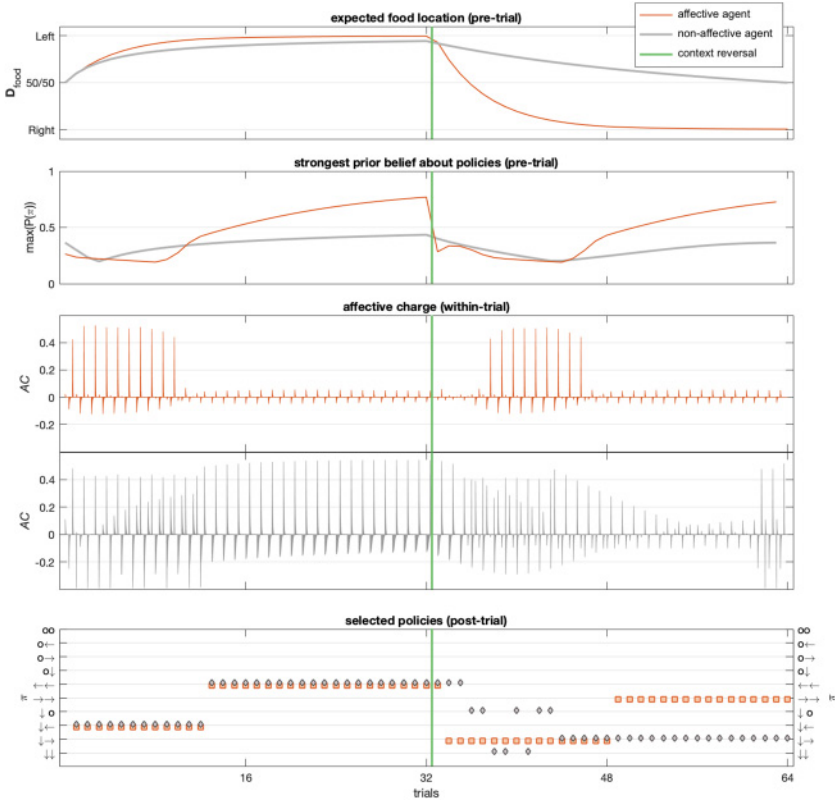 expected food location (pre-trial)
affective agent
non-affective agent
context reversal
Left
50/50
Right
D_food
strongest prior belief about policies (pre-trial)
1
0.5
0
max(P(π))
affective charge (within-trial)
0.4
0.2
0
-0.2
AC
0.4
0.2
0
-0.2
AC
selected policies (post-trial)
oo oo
o← o←
o→ o→
o↓ o↓
←← ←←
π →→ →→ π
↓o ↓o
↓← ↓←
↓→ ↓→
↓↓ ↓↓
16 32 48 64
trials